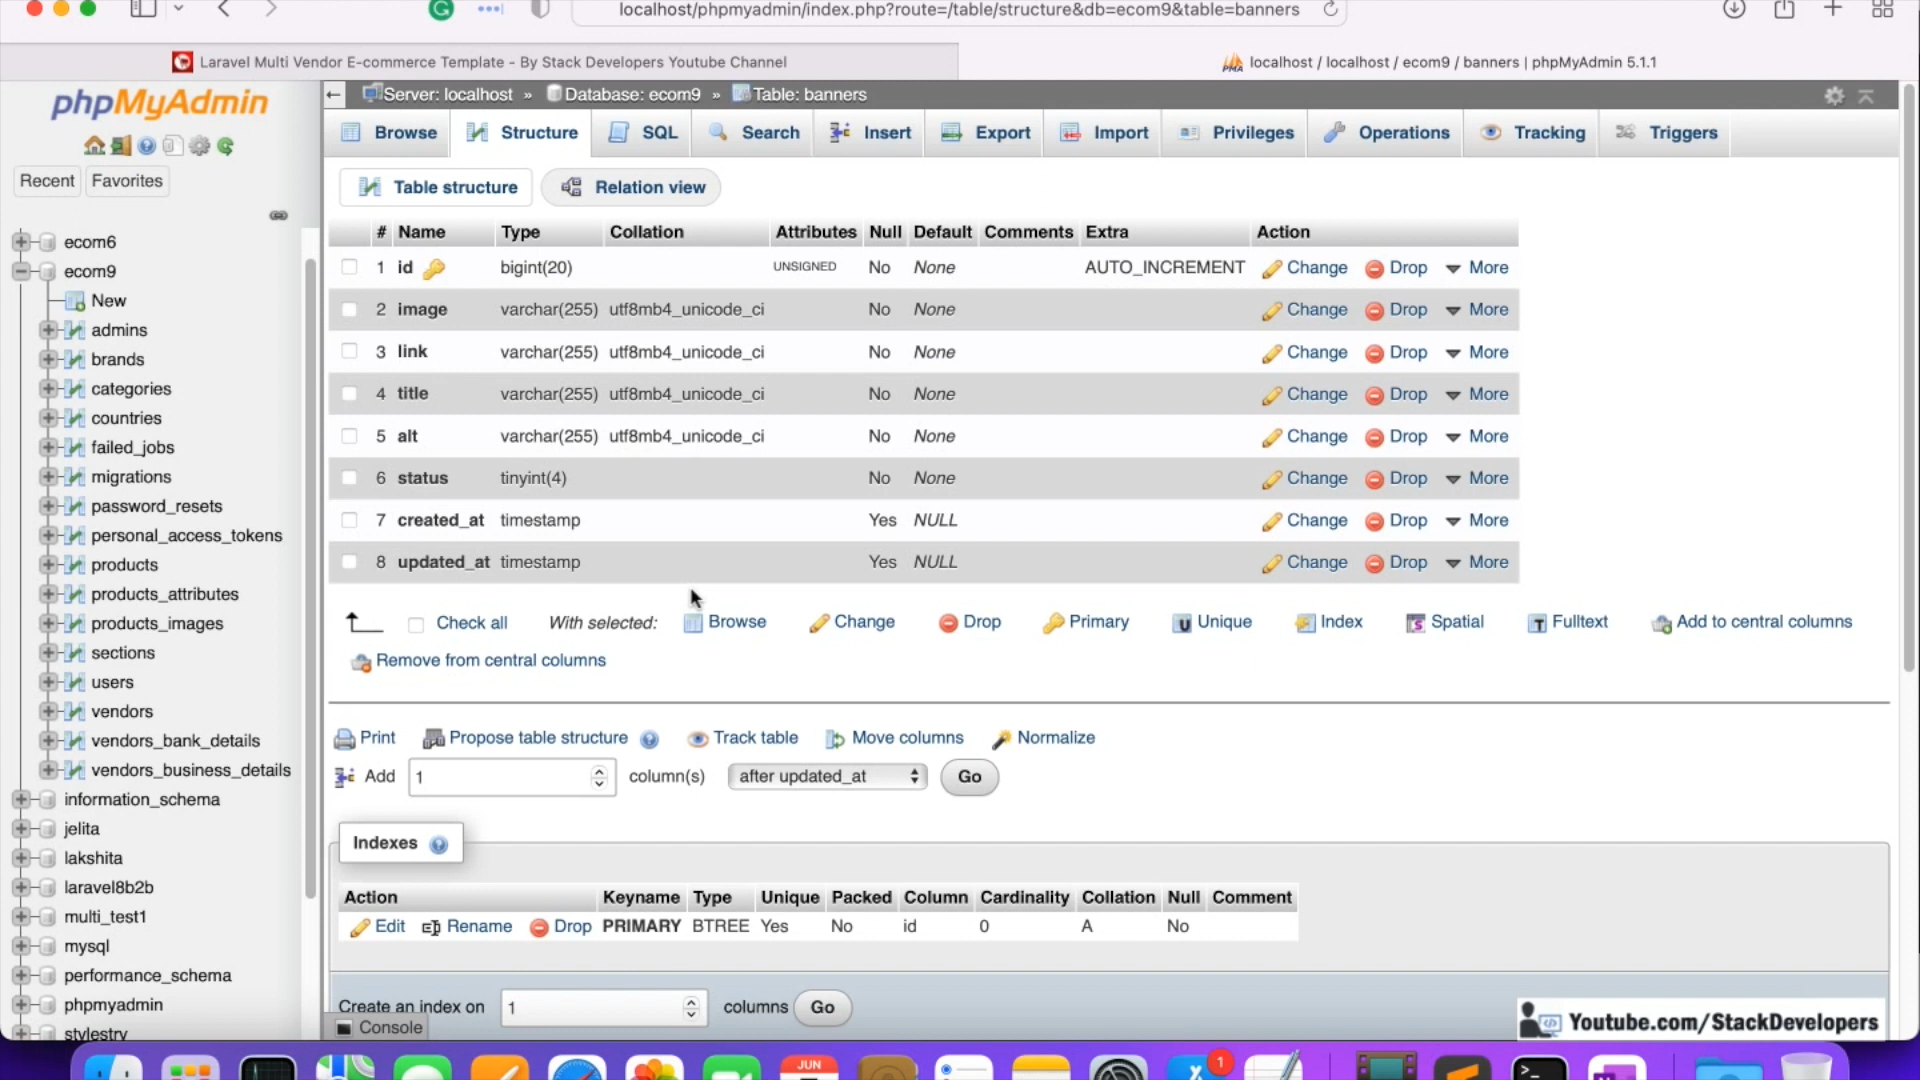 localhost/phpmyadmin/index.php?route=/table/structure&db=ecom9&table=banners
Laravel Multi Vendor E-commerce Template - By Stack Developers Youtube Channel
localhost / localhost / ecom9 / banners | phpMyAdmin 5.1.1
phpMyAdmin
Recent Favorites
ecom6
ecom9
New
admins
brands
categories
countries
failed_jobs
migrations
password_resets
personal_access_tokens
products
products_attributes
products_images
sections
users
vendors
vendors_bank_details
vendors_business_details
information_schema
jelita
lakshita
laravel8b2b
multi_test1
mysql
performance_schema
phpmyadmin
stylestry
Server: localhost » Database: ecom9 » Table: banners
Browse Structure SQL Search Insert Export Import Privileges Operations Tracking Triggers
Table structure Relation view
# Name Type Collation Attributes Null Default Comments Extra Action
1 id bigint(20) UNSIGNED No None AUTO_INCREMENT Change Drop More
2 image varchar(255) utf8mb4_unicode_ci No None Change Drop More
3 link varchar(255) utf8mb4_unicode_ci No None Change Drop More
4 title varchar(255) utf8mb4_unicode_ci No None Change Drop More
5 alt varchar(255) utf8mb4_unicode_ci No None Change Drop More
6 status tinyint(4) No None Change Drop More
7 created_at timestamp Yes NULL Change Drop More
8 updated_at timestamp Yes NULL Change Drop More
Check all With selected: Browse Change Drop Primary Unique Index Spatial Fulltext Add to central columns
Remove from central columns
Print Propose table structure Track table Move columns Normalize
Add 1 column(s) after updated_at Go
Indexes
Action Keyname Type Unique Packed Column Cardinality Collation Null Comment
Edit Rename Drop PRIMARY BTREE Yes No id 0 A No
Create an index on 1 columns Go
Console
Youtube.com/StackDevelopers
JUN
1